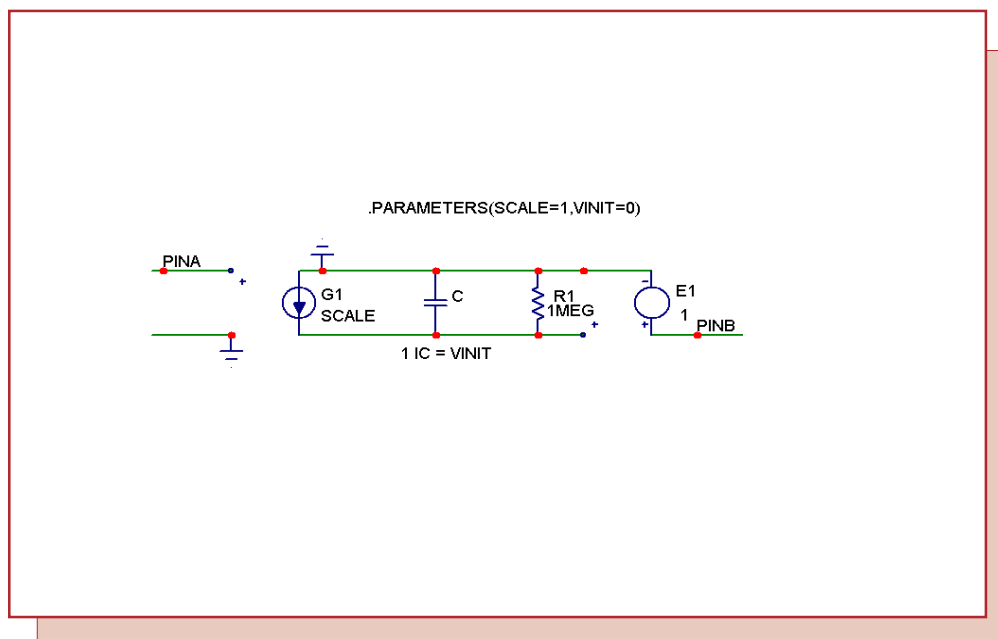 .PARAMETERS(SCALE=1,VINIT=0)
PINA
+
G1
SCALE
C
1 IC = VINIT
R1
1MEG
+
-
E1
1
+
PINB